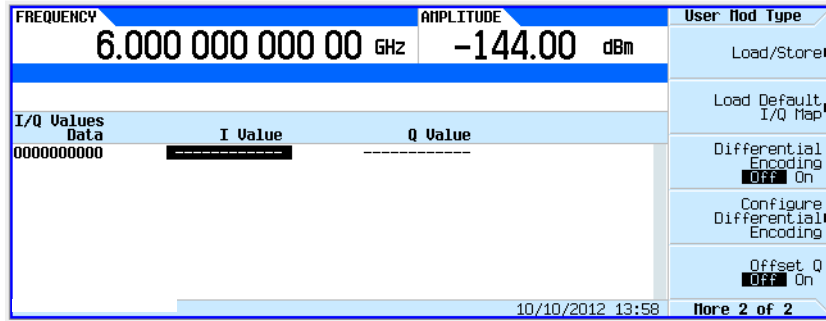 FREQUENCY AMPLITUDE User Mod Type
6.000 000 000 00 GHz -144.00 dBm
Load/Store
Load Default
I/Q Map
I/Q Values
Data I Value Q Value
0000000000 ------------ ------------
Differential
Encoding
Off On
Configure
Differential
Encoding
Offset Q
Off On
10/10/2012 13:58 More 2 of 2